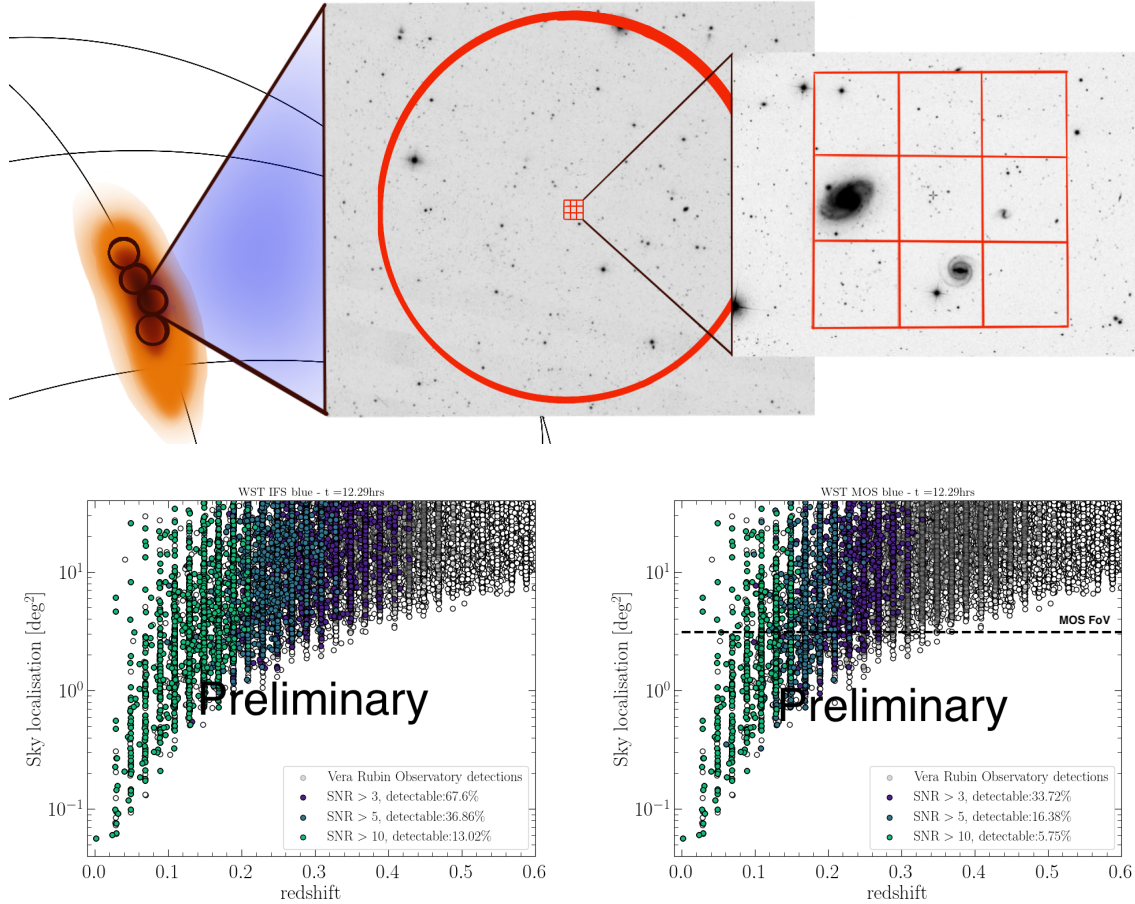 WST IFS blue - t =12.29hrs
Sky localisation [deg²]
10¹
10⁰
10⁻¹
Preliminary
Vera Rubin Observatory detections
SNR > 3, detectable:67.6%
SNR > 5, detectable:36.86%
SNR > 10, detectable:13.02%
0.0 0.1 0.2 0.3 0.4 0.5 0.6
redshift
WST MOS blue - t =12.29hrs
Sky localisation [deg²]
10¹
10⁰
10⁻¹
MOS FoV
Preliminary
Vera Rubin Observatory detections
SNR > 3, detectable:33.72%
SNR > 5, detectable:16.38%
SNR > 10, detectable:5.75%
0.0 0.1 0.2 0.3 0.4 0.5 0.6
redshift